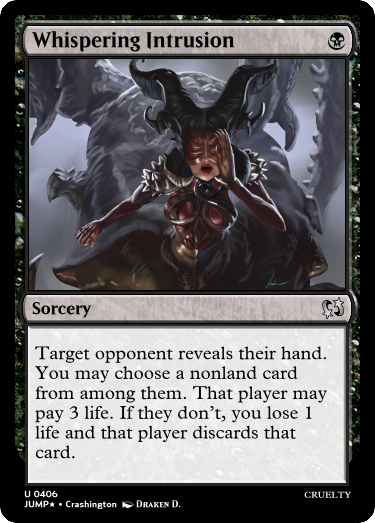 Whispering Intrusion
Sorcery
Target opponent reveals their hand.
You may choose a nonland card
from among them. That player may
pay 3 life. If they don't, you lose 1
life and that player discards that
card.
U 0406
JUMP★ • Crashington DRAKEN D.
CRUELTY